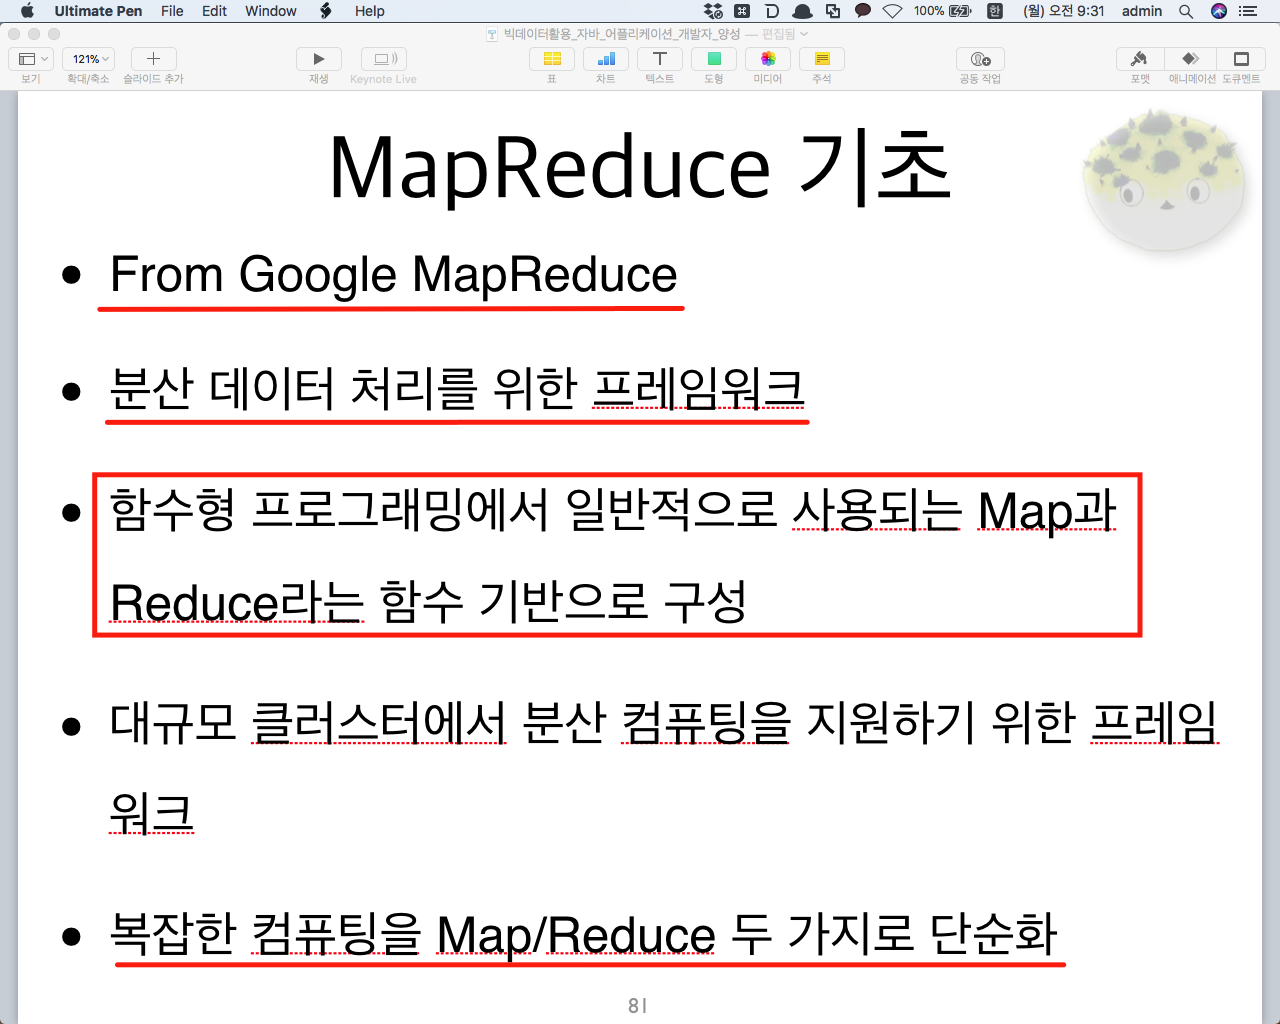 Ultimate Pen File Edit Window Help 100% 한 (월) 오전 9:31 admin
빅데이터활용_자바_어플리케이션_개발자_양성 — 편집됨
121%
보기 확대/축소 슬라이드 추가 재생 Keynote Live 표 차트 텍스트 도형 미디어 주석 공동 작업 포맷 애니메이션 도큐멘트
MapReduce 기초
• From Google MapReduce
• 분산 데이터 처리를 위한 프레임워크
• 함수형 프로그래밍에서 일반적으로 사용되는 Map과
Reduce라는 함수 기반으로 구성
• 대규모 클러스터에서 분산 컴퓨팅을 지원하기 위한 프레임
워크
• 복잡한 컴퓨팅을 Map/Reduce 두 가지로 단순화
81